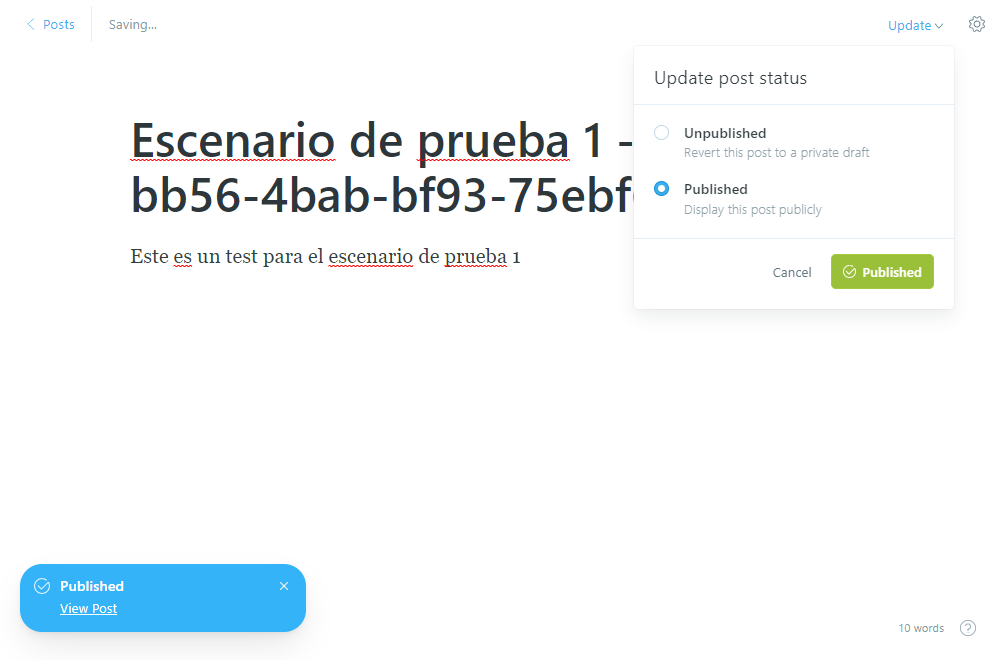 Posts
Saving...
Update
Update post status
Unpublished
Revert this post to a private draft
Published
Display this post publicly
Cancel
Published
Escenario de prueba 1 -
bb56-4bab-bf93-75ebf
Este es un test para el escenario de prueba 1
Published
View Post
10 words
?